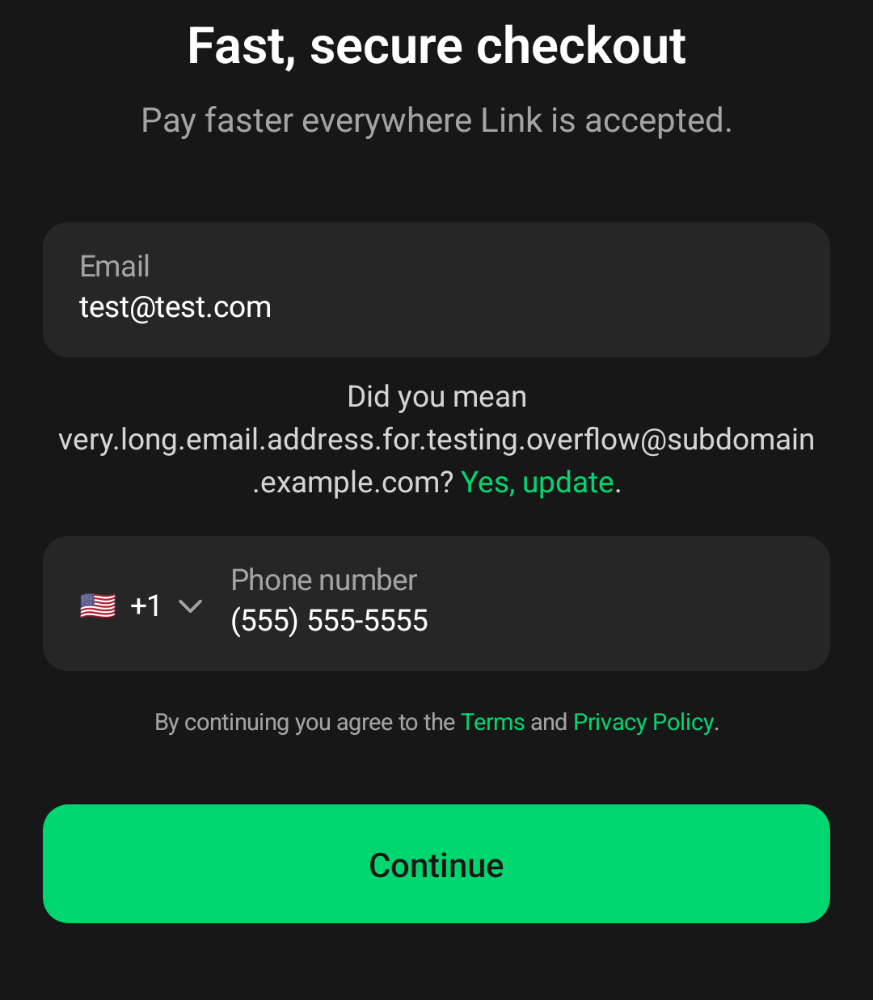 Fast, secure checkout
Pay faster everywhere Link is accepted.
Email
test@test.com
Did you mean
very.long.email.address.for.testing.overflow@subdomain
.example.com? Yes, update.
Phone number
+1 (555) 555-5555
By continuing you agree to the Terms and Privacy Policy.
Continue